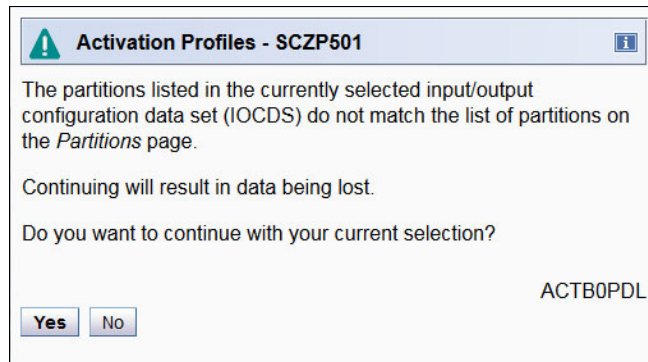 Activation Profiles - SCZP501
The partitions listed in the currently selected input/output
configuration data set (IOCDS) do not match the list of partitions on
the Partitions page.
Continuing will result in data being lost.
Do you want to continue with your current selection?
ACTB0PDL
Yes No